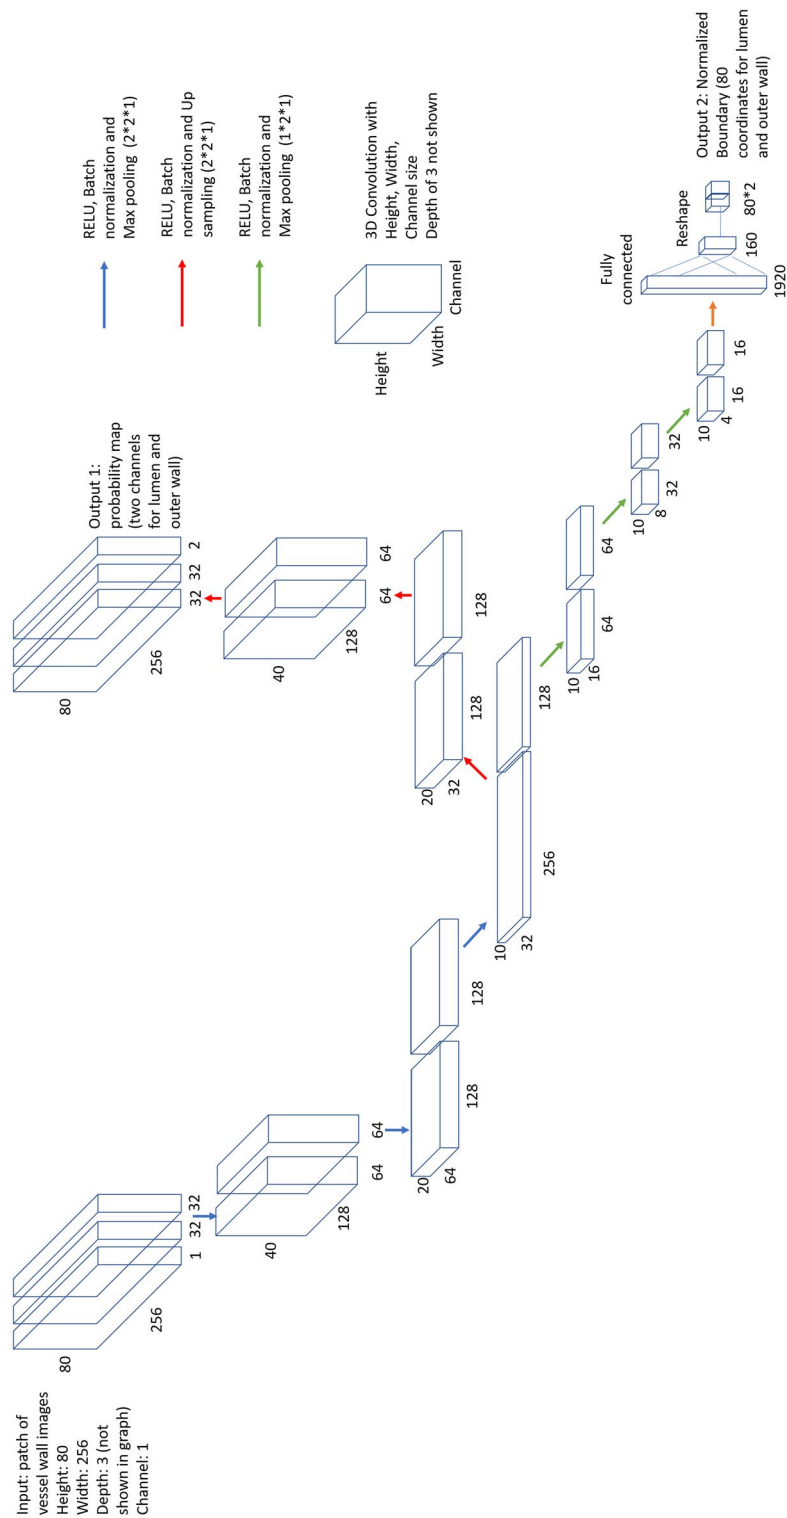 Input: patch of
vessel wall images
Height: 80
Width: 256
Depth: 3 (not
shown in graph)
Channel: 1
80
256
1
32
32
40
128
64
64
20
64
128
128
10
32
256
128
20
32
128
128
40
128
64
64
80
256
32
32
2
Output 1:
probability map
(two channels
for lumen and
outer wall)
10
16
64
64
10
8
32
32
10
4
16
16
Fully
connected
1920
Reshape
160
80*2
Output 2: Normalized
Boundary (80
coordinates for lumen
and outer wall)
RELU, Batch
normalization and
Max pooling (2*2*1)
RELU, Batch
normalization and Up
sampling (2*2*1)
RELU, Batch
normalization and
Max pooling (1*2*1)
Height
Width
Channel
3D Convolution with
Height, Width,
Channel size
Depth of 3 not shown